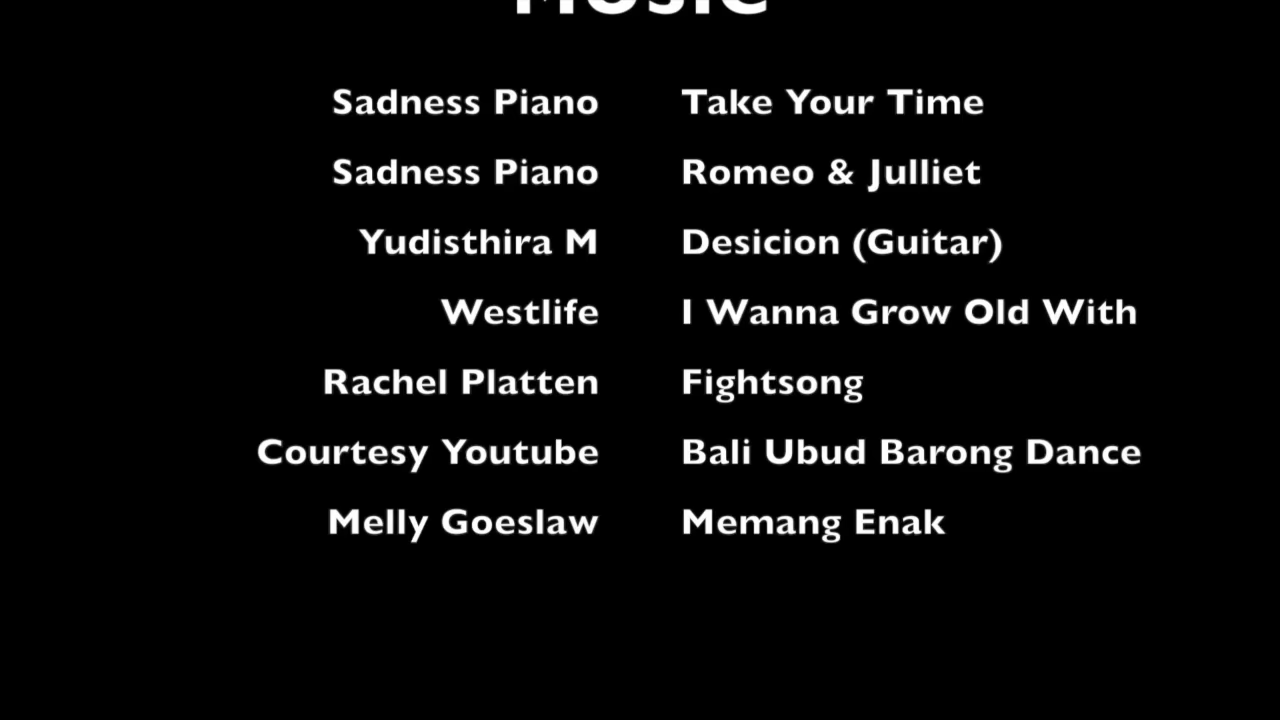 MUSIC
Sadness Piano Take Your Time
Sadness Piano Romeo & Julliet
Yudisthira M Desicion (Guitar)
Westlife I Wanna Grow Old With
Rachel Platten Fightsong
Courtesy Youtube Bali Ubud Barong Dance
Melly Goeslaw Memang Enak